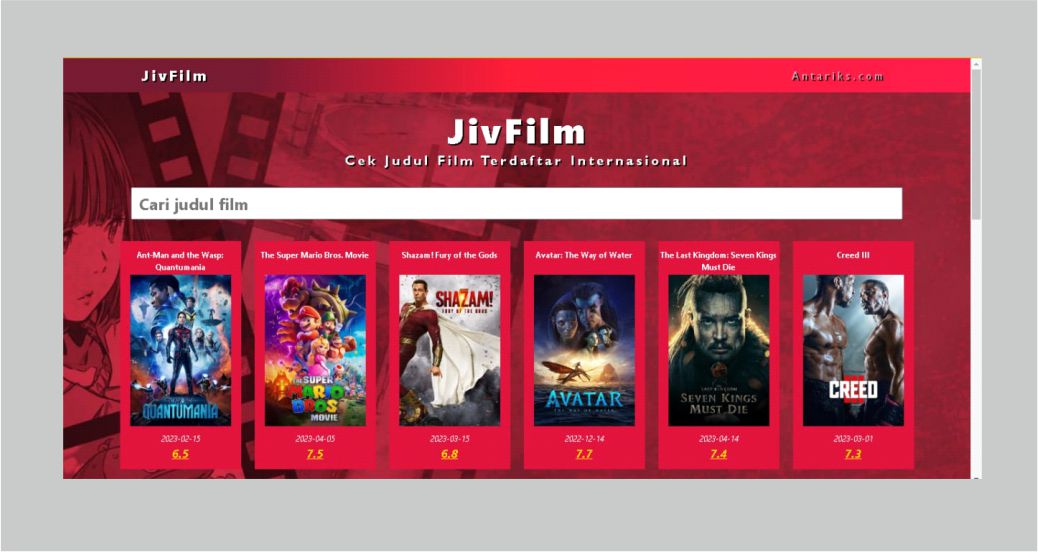 JivFilm
Antariks.com
JivFilm
Cek Judul Film Terdaftar Internasional
Cari judul film
Ant-Man and the Wasp:
Quantumania
QUANTUMANIA
2023-02-15
6.5
The Super Mario Bros. Movie
THE SUPER
MARIO
BROS
MOVIE
2023-04-05
7.5
Shazam! Fury of the Gods
SHAZAM!
FURY OF THE GODS
2023-03-15
6.8
Avatar: The Way of Water
AVATAR
THE WAY OF WATER
2022-12-14
7.7
The Last Kingdom: Seven Kings
Must Die
THE LAST KINGDOM
SEVEN KINGS
MUST DIE
2023-04-14
7.4
Creed III
III
CREED
2023-03-01
7.3